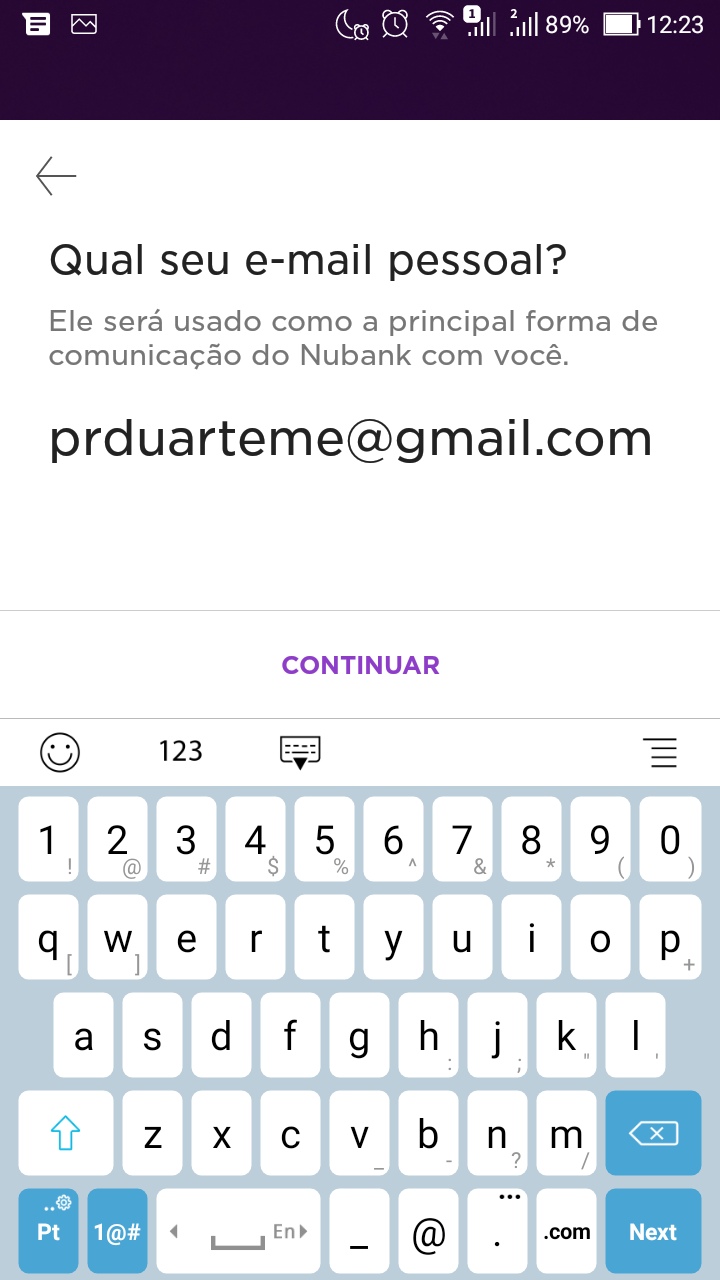 1 2 89% 12:23
Qual seu e-mail pessoal?
Ele será usado como a principal forma de
comunicação do Nubank com você.
prduarteme@gmail.com
CONTINUAR
123
1 2 3 4 5 6 7 8 9 0
! @ # $ % ^ & * ( )
q w e r t y u i o p
[ ] +
a s d f g h j k l
: ; " '
z x c v b n m
_ - ? /
Pt 1@# En _ @ . .com Next